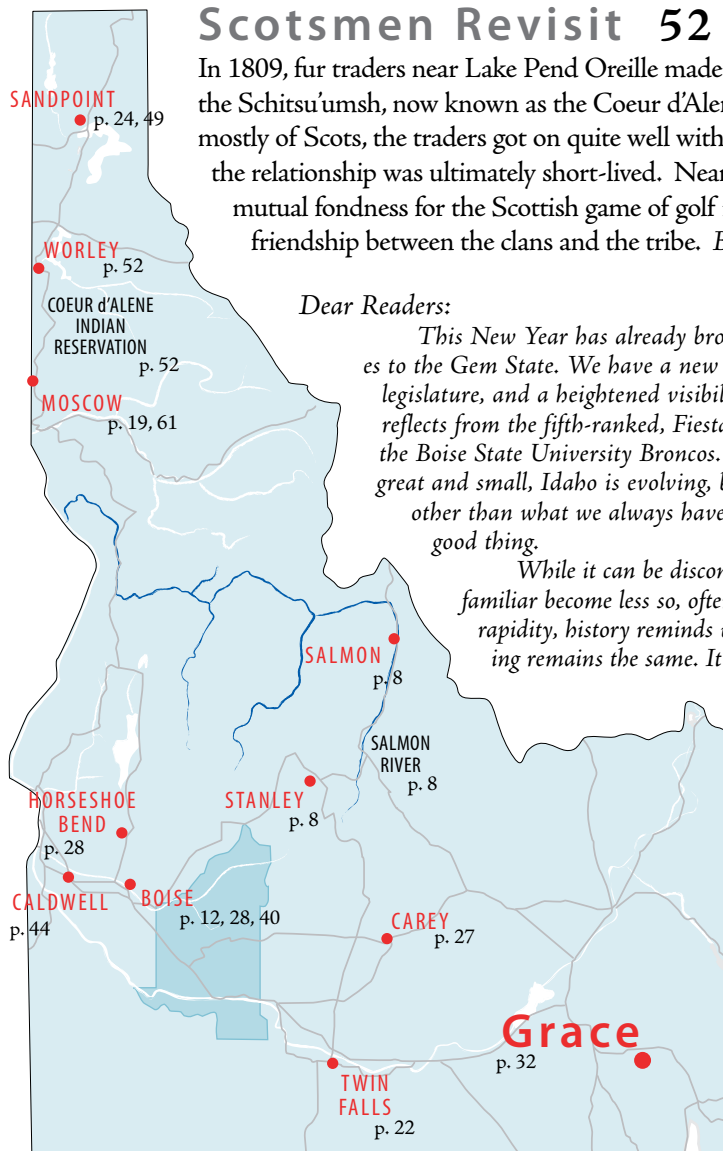 Scotsmen Revisit 52
In 1809, fur traders near Lake Pend Oreille made
the Schitsu'umsh, now known as the Coeur d'Alen
mostly of Scots, the traders got on quite well with
the relationship was ultimately short-lived. Near
mutual fondness for the Scottish game of golf
friendship between the clans and the tribe.
Dear Readers:
This New Year has already bro
es to the Gem State. We have a new
legislature, and a heightened visibil
reflects from the fifth-ranked, Fiesta
the Boise State University Broncos.
great and small, Idaho is evolving, b
other than what we always have
good thing.
While it can be discon
familiar become less so, ofte
rapidity, history reminds
ing remains the same. It
SANDPOINT
p. 24, 49
WORLEY
p. 52
COEUR d'ALENE
INDIAN
RESERVATION
p. 52
MOSCOW
p. 19, 61
SALMON
p. 8
SALMON
RIVER
p. 8
STANLEY
p. 8
HORSESHOE
BEND
p. 28
CALDWELL
p. 44
BOISE
p. 12, 28, 40
CAREY
p. 27
Grace
p. 32
TWIN
FALLS
p. 22